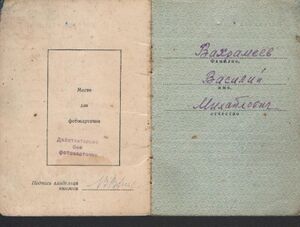 Место
для
фотокарточки
Действительно
без
фотокарточки
Подпись владельца
книжки
Вахрамеев
Фамилия,
Василий
имя,
Михайлович
отчество